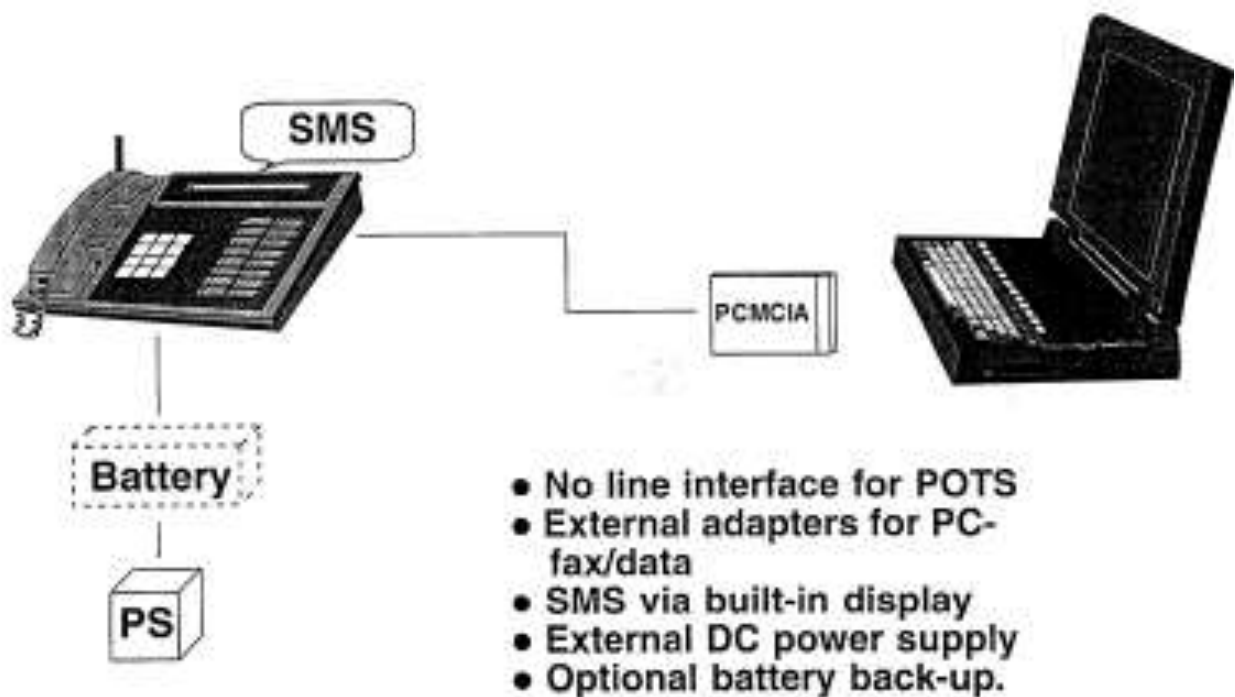 SMS
PCMCIA
Battery
PS
● No line interface for POTS
● External adapters for PC-
fax/data
● SMS via built-in display
● External DC power supply
● Optional battery back-up.